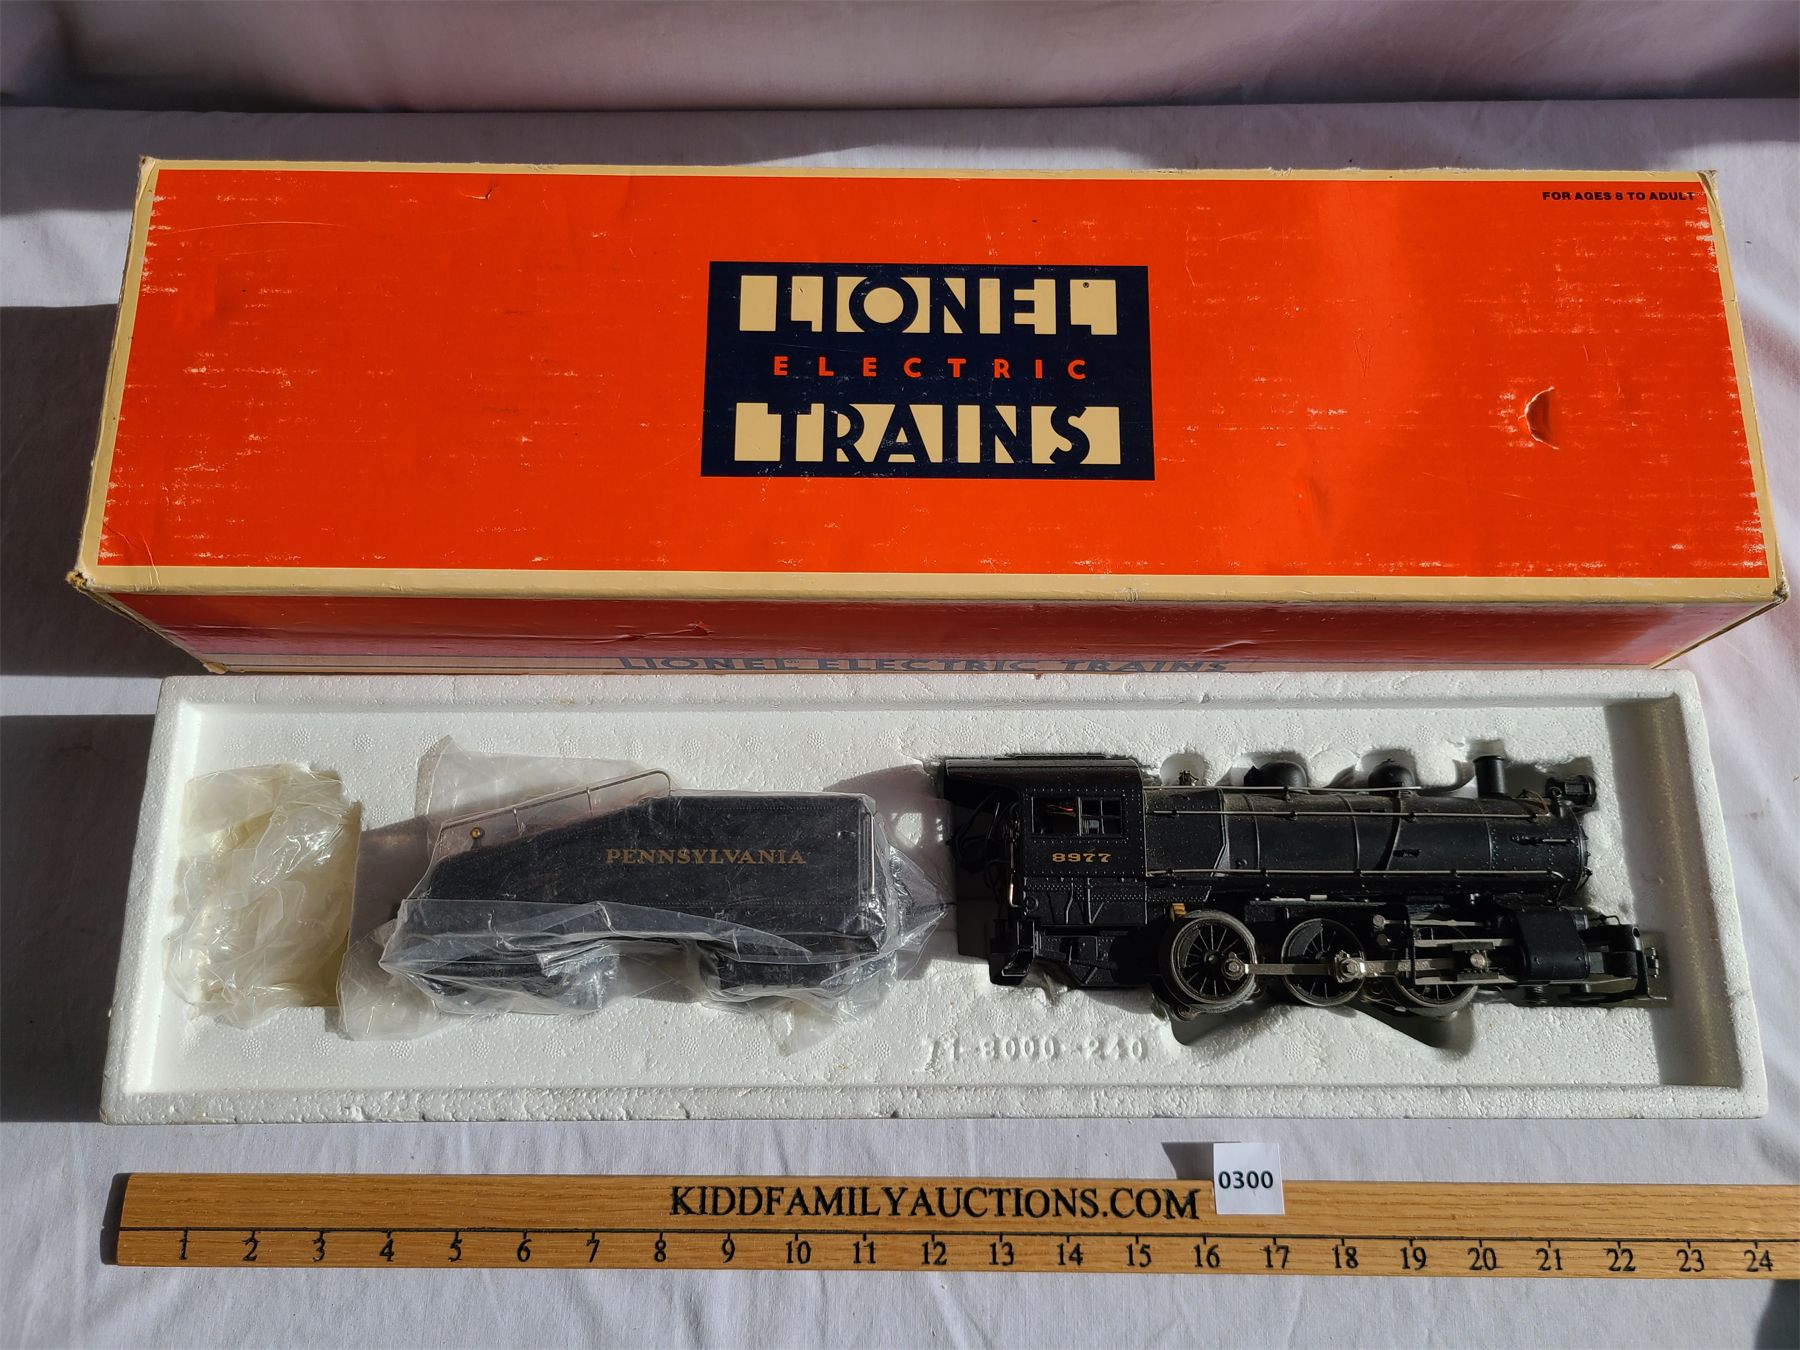 FOR AGES 8 TO ADULT
LIONEL®
ELECTRIC
TRAINS
LIONEL ELECTRIC TRAINS
PENNSYLVANIA
8977
71-8000-240
KIDDFAMILYAUCTIONS.COM
0300
1 2 3 4 5 6 7 8 9 10 11 12 13 14 15 16 17 18 19 20 21 22 23 24